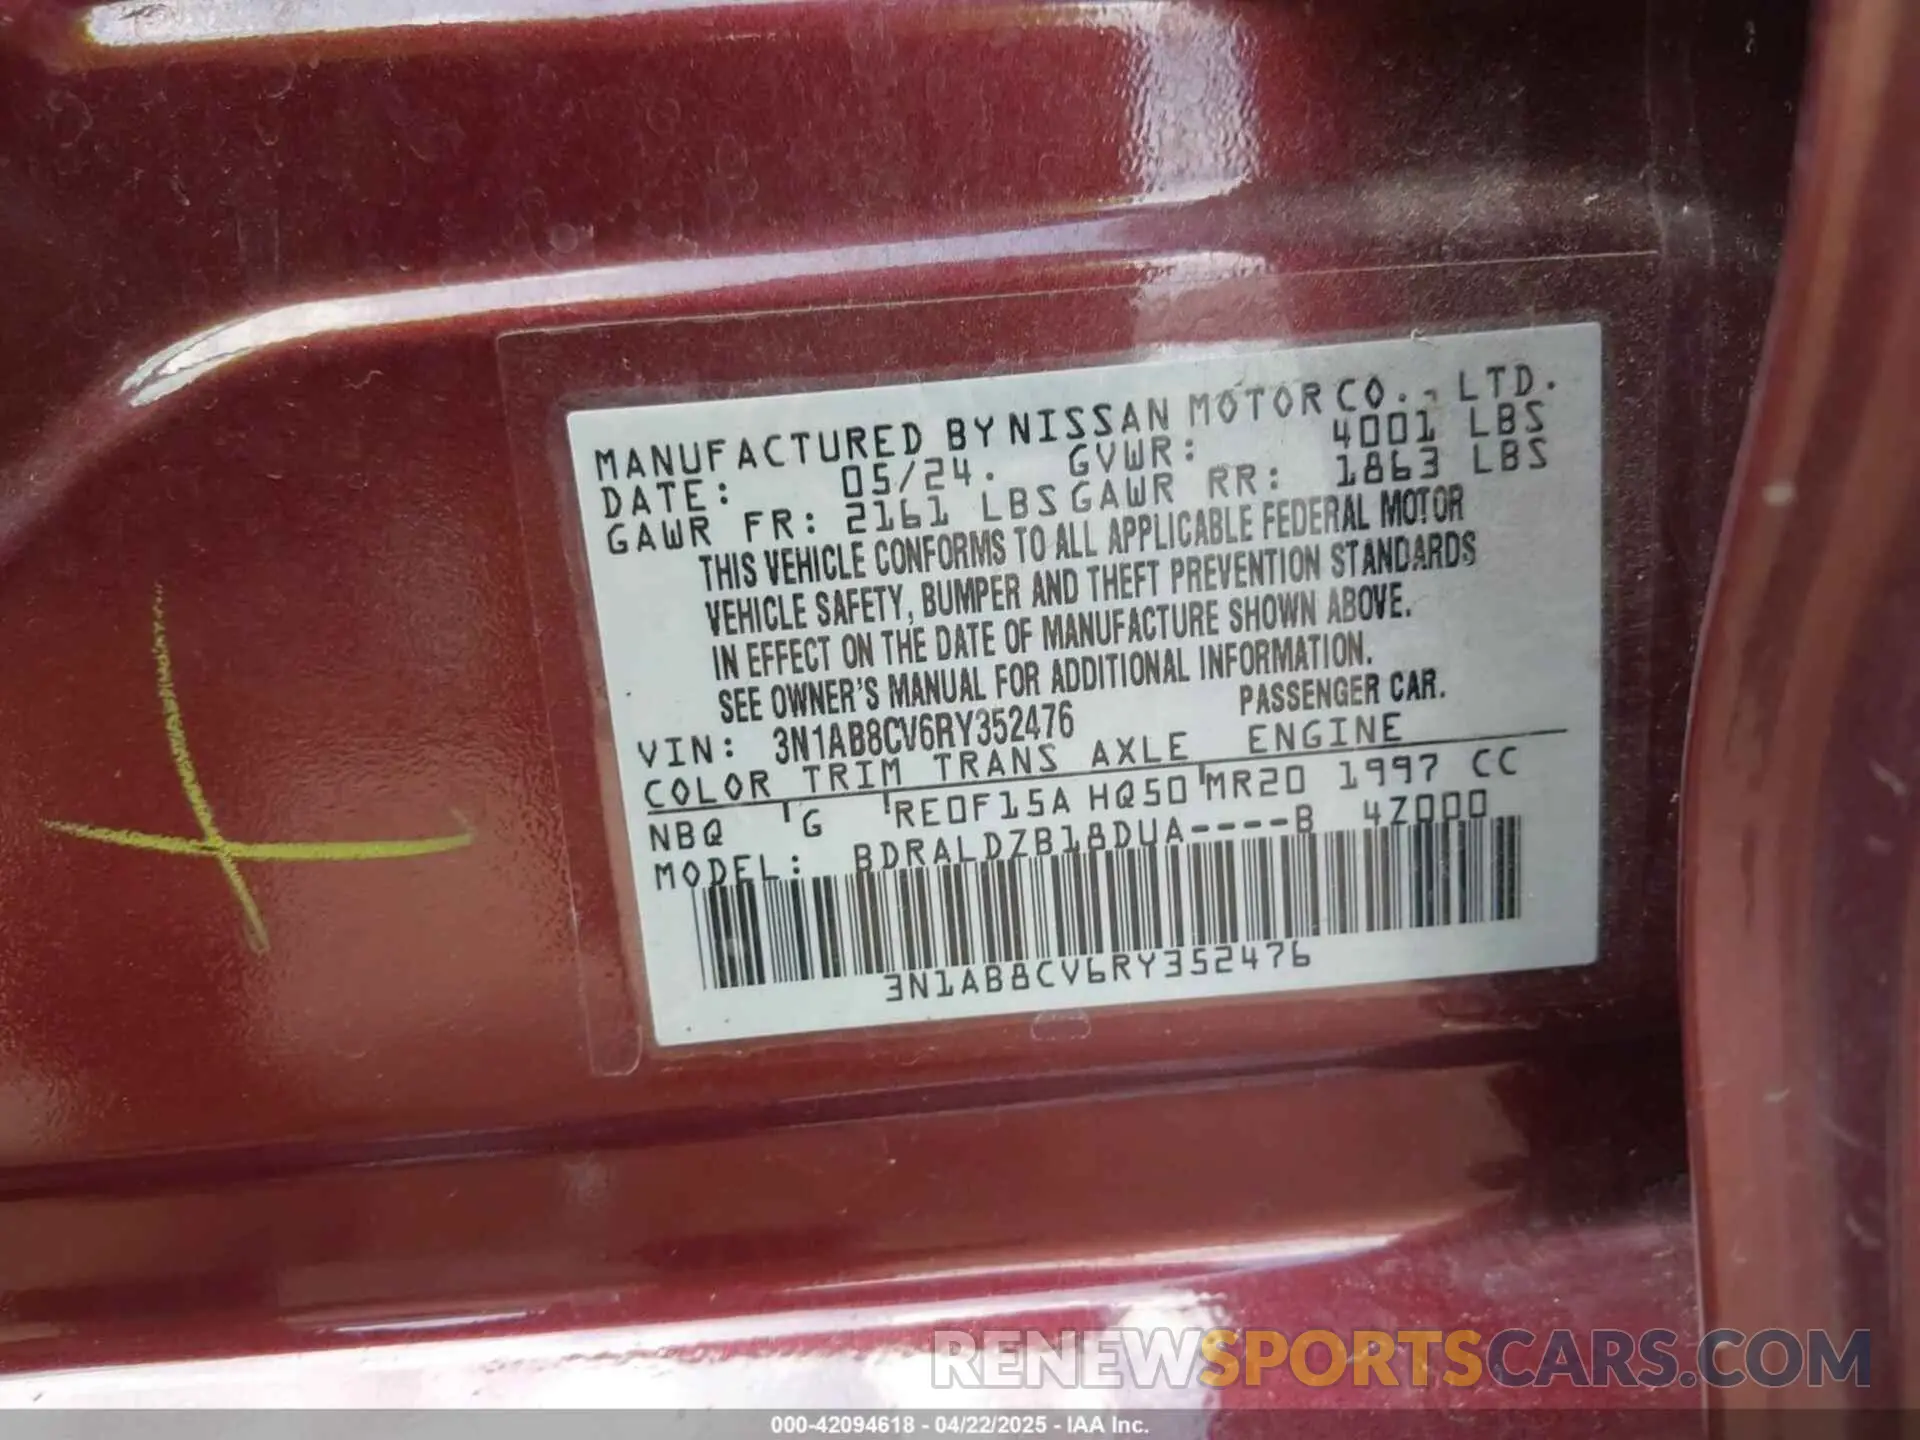 MANUFACTURED BY NISSAN MOTOR CO., LTD.
DATE: 05/24. GVWR: 4001 LBS
GAWR FR: 2161 LBS GAWR RR: 1863 LBS
THIS VEHICLE CONFORMS TO ALL APPLICABLE FEDERAL MOTOR
VEHICLE SAFETY, BUMPER AND THEFT PREVENTION STANDARDS
IN EFFECT ON THE DATE OF MANUFACTURE SHOWN ABOVE.
SEE OWNER'S MANUAL FOR ADDITIONAL INFORMATION.
VIN: 3N1AB8CV6RY352476 PASSENGER CAR.
COLOR TRIM TRANS AXLE ENGINE
NBQ G RE0F15A HQ50 MR20 1997 CC
MODEL: BDRALDZB18DUA----B 4Z000
3N1AB8CV6RY352476
RENEWSPORTSCARS.COM
000-42094618 - 04/22/2025 - IAA Inc.